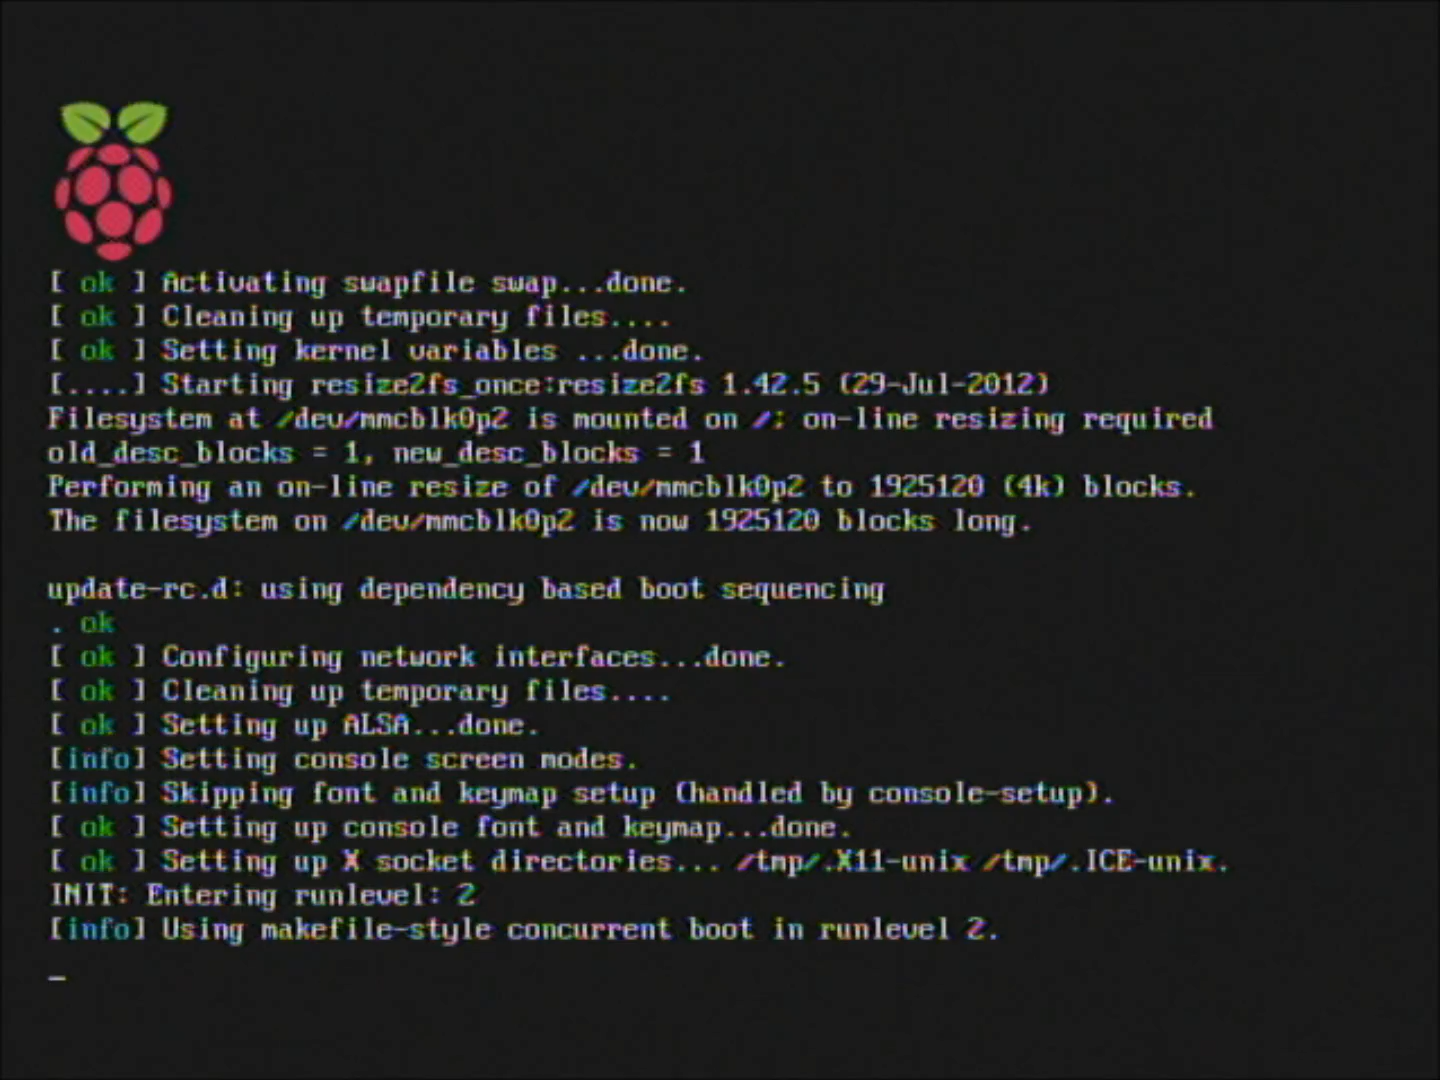 [ ok ] Activating swapfile swap...done.
[ ok ] Cleaning up temporary files....
[ ok ] Setting kernel variables ...done.
[....] Starting resize2fs_once:resize2fs 1.42.5 (29-Jul-2012)
Filesystem at /dev/mmcblk0p2 is mounted on /; on-line resizing required
old_desc_blocks = 1, new_desc_blocks = 1
Performing an on-line resize of /dev/mmcblk0p2 to 1925120 (4k) blocks.
The filesystem on /dev/mmcblk0p2 is now 1925120 blocks long.
update-rc.d: using dependency based boot sequencing
. ok
[ ok ] Configuring network interfaces...done.
[ ok ] Cleaning up temporary files....
[ ok ] Setting up ALSA...done.
[info] Setting console screen modes.
[info] Skipping font and keymap setup (handled by console-setup).
[ ok ] Setting up console font and keymap...done.
[ ok ] Setting up X socket directories... /tmp/.X11-unix /tmp/.ICE-unix.
INIT: Entering runlevel: 2
[info] Using makefile-style concurrent boot in runlevel 2.
_